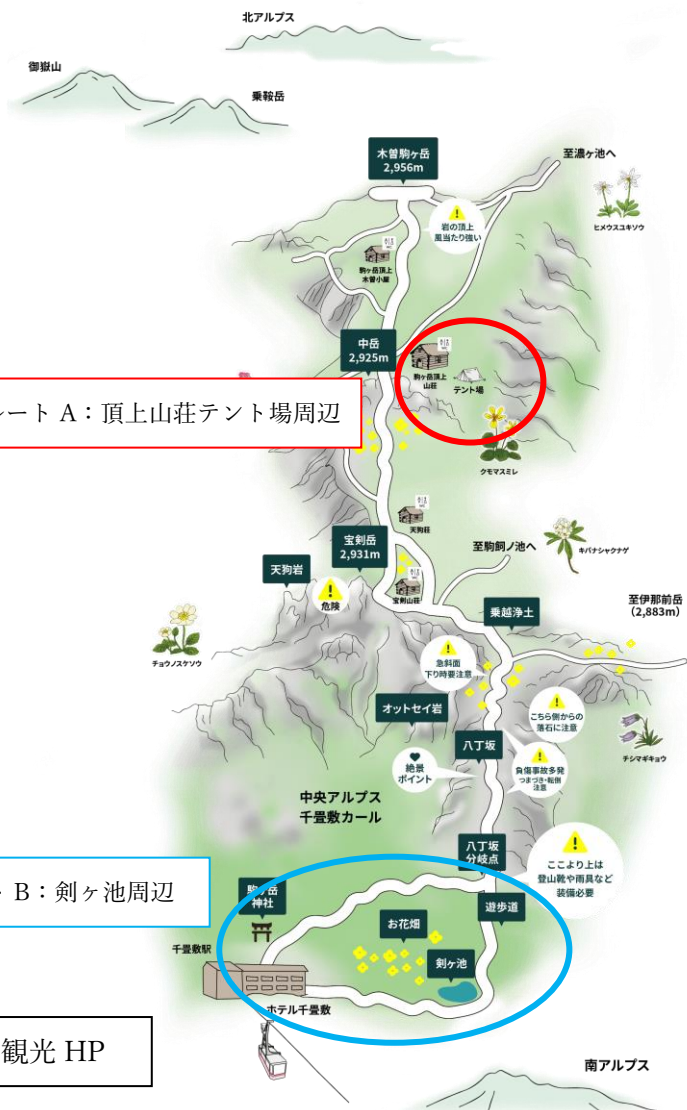 北アルプス
御嶽山
乗鞍岳
木曽駒ヶ岳
2,956m
至濃ヶ池へ
岩の頂上
風当たり強い
ヒメウスユキソウ
駒ヶ岳頂上
木曽小屋
中岳
2,925m
駒ヶ岳頂上
山荘
テント場
ルート A：頂上山荘テント場周辺
クモマスミレ
天狗荘
宝剣岳
2,931m
至駒飼ノ池へ
キバナシャクナゲ
天狗岩
危険
宝剣山荘
乗越浄土
至伊那前岳
（2,883m）
チョウノスケソウ
急斜面
下り時要注意
オットセイ岩
こちら側からの
落石に注意
八丁坂
チシマギキョウ
絶景
ポイント
負傷事故多発
つまづき・転倒
注意
中央アルプス
千畳敷カール
八丁坂
分岐点
ここより上は
登山靴や雨具など
装備必要
B：剣ヶ池周辺
駒ヶ岳
神社
遊歩道
お花畑
千畳敷駅
剣ヶ池
ホテル千畳敷
観光 HP
南アルプス